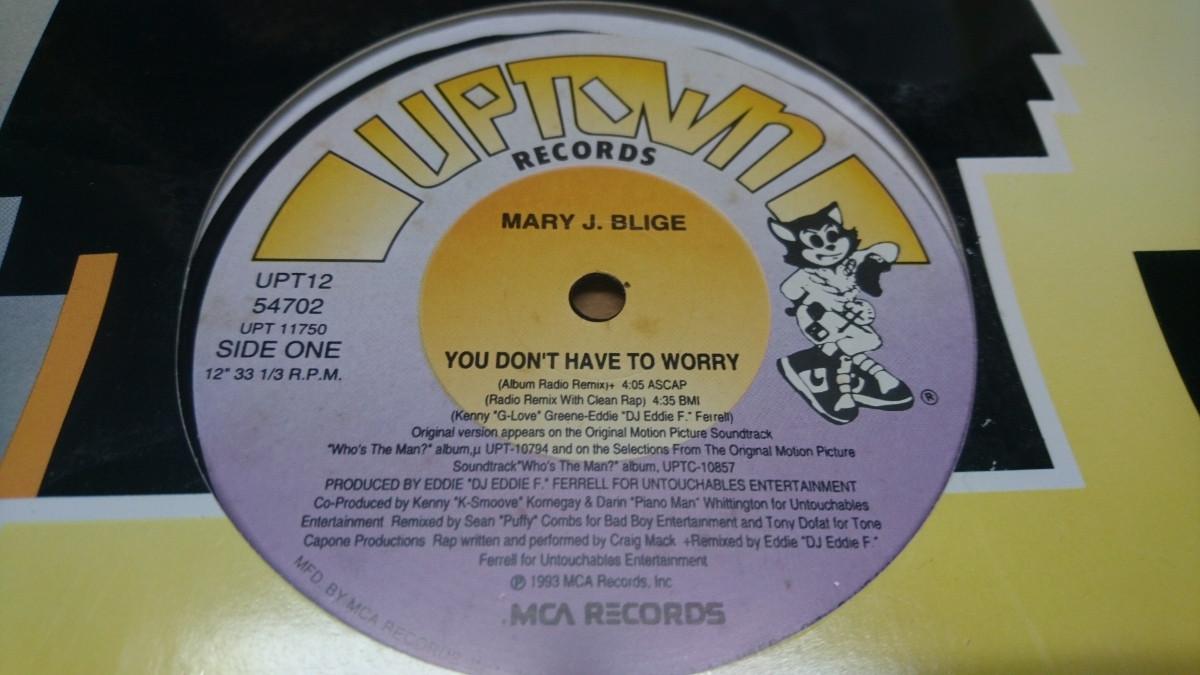 UPTOWN
RECORDS
MARY J. BLIGE
UPT12
54702
UPT 11750
SIDE ONE
12" 33 1/3 R.P.M.
YOU DON'T HAVE TO WORRY
(Album Radio Remix)+ 4:05 ASCAP
(Radio Remix With Clean Rap) 4:35 BMI
(Kenny "G-Love" Greene-Eddie "DJ Eddie F." Ferrell)
Original version appears on the Original Motion Picture Soundtrack
"Who's The Man?" album,µ UPT-10794 and on the Selections From The Original Motion Picture
Soundtrack"Who's The Man?" album, UPTC-10857
PRODUCED BY EDDIE "DJ EDDIE F." FERRELL FOR UNTOUCHABLES ENTERTAINMENT
Co-Produced by Kenny "K-Smoove" Kornegay & Darin "Piano Man" Whittington for Untouchables
Entertainment Remixed by Sean "Puffy" Combs for Bad Boy Entertainment and Tony Dofat for Tone
Capone Productions Rap written and performed by Craig Mack +Remixed by Eddie "DJ Eddie F."
Ferrell for Untouchables Entertainment
℗ 1993 MCA Records, Inc
MCA RECORDS
MFD. BY MCA RECORDS
®